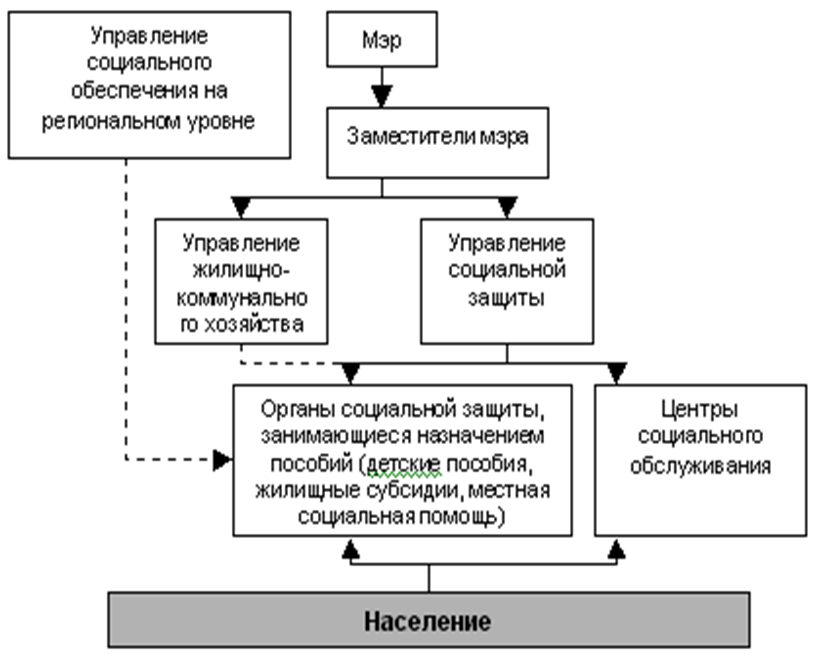 Управление
социального
обеспечения на
региональном уровне
Мэр
Заместители мэра
Управление
жилищно-
коммунально
го хозяйства
Управление
социальной
защиты
Органы социальной защиты,
занимающиеся назначением
пособий (детские пособия,
жилищные субсидии, местная
социальная помощь)
Центры
социального
обслуживания
Население